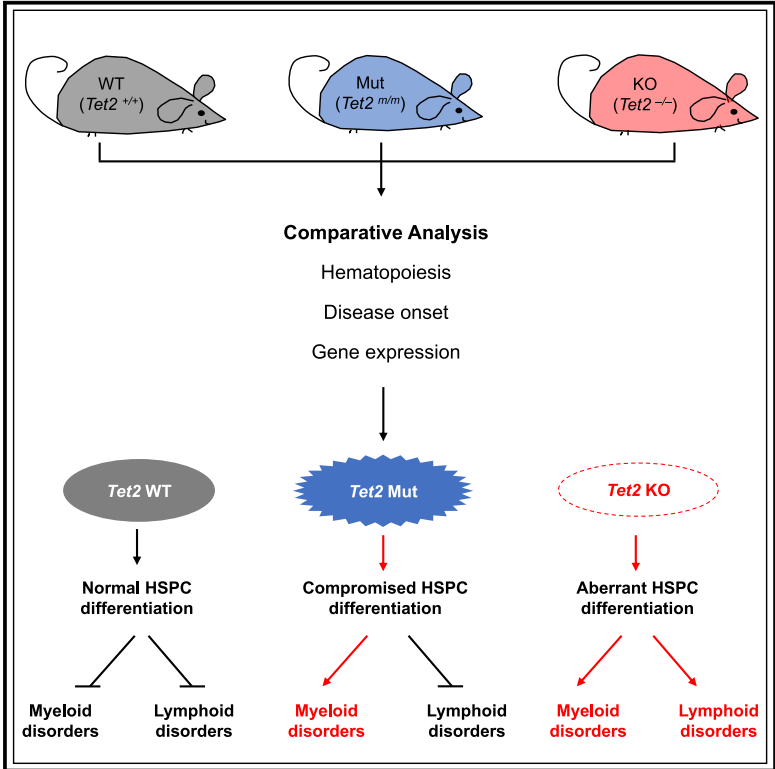 WT
(Tet2 +/+)
Mut
(Tet2 m/m)
KO
(Tet2 –/–)
Comparative Analysis
Hematopoiesis
Disease onset
Gene expression
Tet2 WT
Tet2 Mut
Tet2 KO
Normal HSPC
differentiation
Compromised HSPC
differentiation
Aberrant HSPC
differentiation
Myeloid
disorders
Lymphoid
disorders
Myeloid
disorders
Lymphoid
disorders
Myeloid
disorders
Lymphoid
disorders